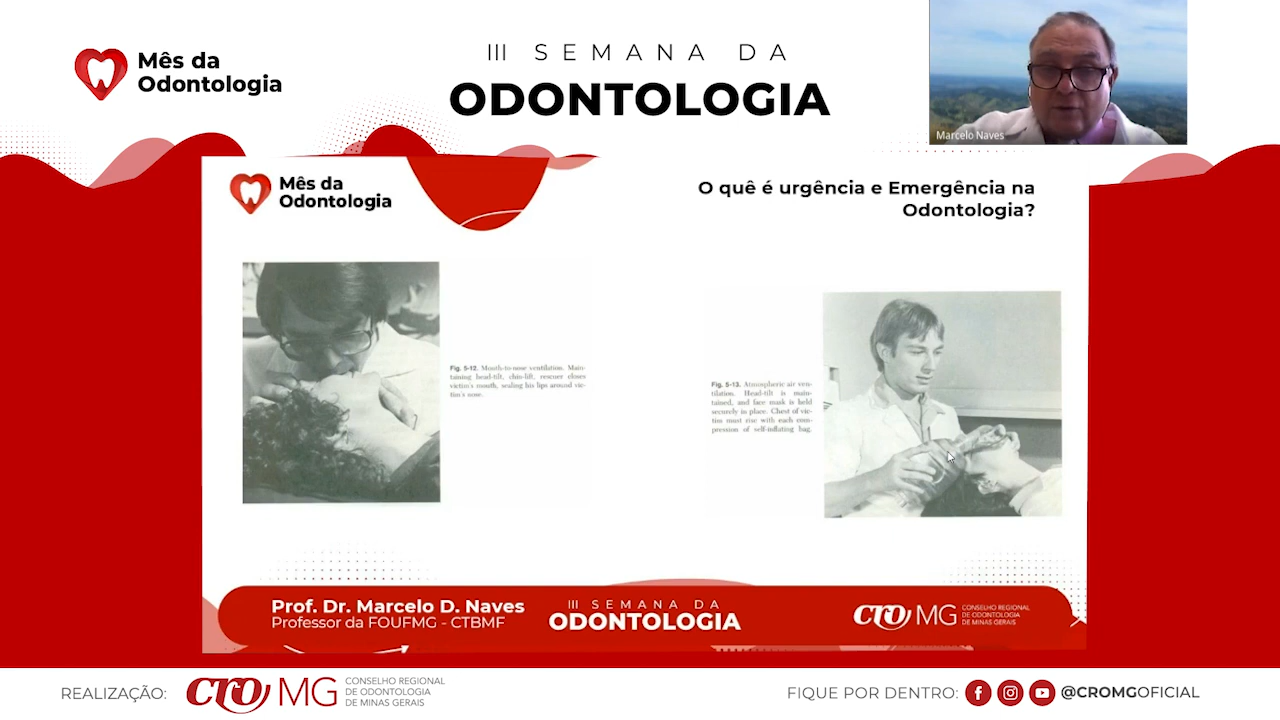 Mês da
Odontologia
III SEMANA DA
ODONTOLOGIA
Marcelo Naves
Mês da
Odontologia
O quê é urgência e Emergência na
Odontologia?
Fig. 5-12. Mouth-to-nose ventilation. Main-
taining head-tilt, chin-lift, rescuer closes
victim's mouth, sealing his lips around vic-
tim's nose.
Fig. 5-13. Atmospheric air ven-
tilation. Head-tilt is main-
tained, and face mask is held
securely in place. Chest of vic-
tim must rise with each com-
pression of self-inflating bag.
Prof. Dr. Marcelo D. Naves
Professor da FOUFMG - CTBMF
III SEMANA DA
ODONTOLOGIA
cro MG
CONSELHO REGIONAL
DE ODONTOLOGIA
DE MINAS GERAIS
REALIZAÇÃO:
cro MG
CONSELHO REGIONAL
DE ODONTOLOGIA
DE MINAS GERAIS
FIQUE POR DENTRO:
@CROMGOFICIAL